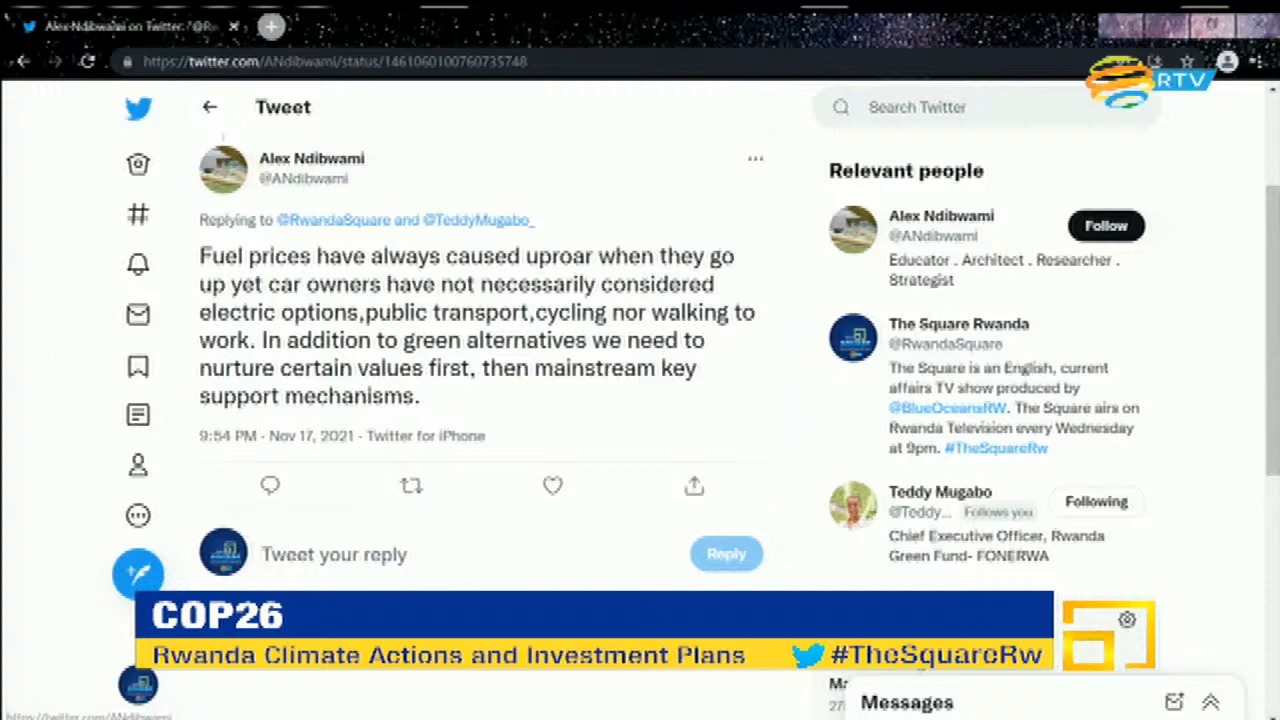 Alex Ndibwami on Twitter: "@R
https://twitter.com/ANdibwami/status/1461060100760735748
RTV
Tweet
Search Twitter
Alex Ndibwami
@ANdibwami
Replying to @RwandaSquare and @TeddyMugabo_
Fuel prices have always caused uproar when they go
up yet car owners have not necessarily considered
electric options,public transport,cycling nor walking to
work. In addition to green alternatives we need to
nurture certain values first, then mainstream key
support mechanisms.
9:54 PM · Nov 17, 2021 · Twitter for iPhone
Tweet your reply
Reply
Relevant people
Alex Ndibwami
@ANdibwami
Follow
Educator . Architect . Researcher .
Strategist
The Square Rwanda
@RwandaSquare
The Square is an English, current
affairs TV show produced by
@BlueOceansRW. The Square airs on
Rwanda Television every Wednesday
at 9pm. #TheSquareRw
Teddy Mugabo
@Teddy... Follows you
Following
Chief Executive Officer, Rwanda
Green Fund- FONERWA
COP26
Rwanda Climate Actions and Investment Plans
#TheSquareRw
Messages
https://twitter.com/ANdibwami